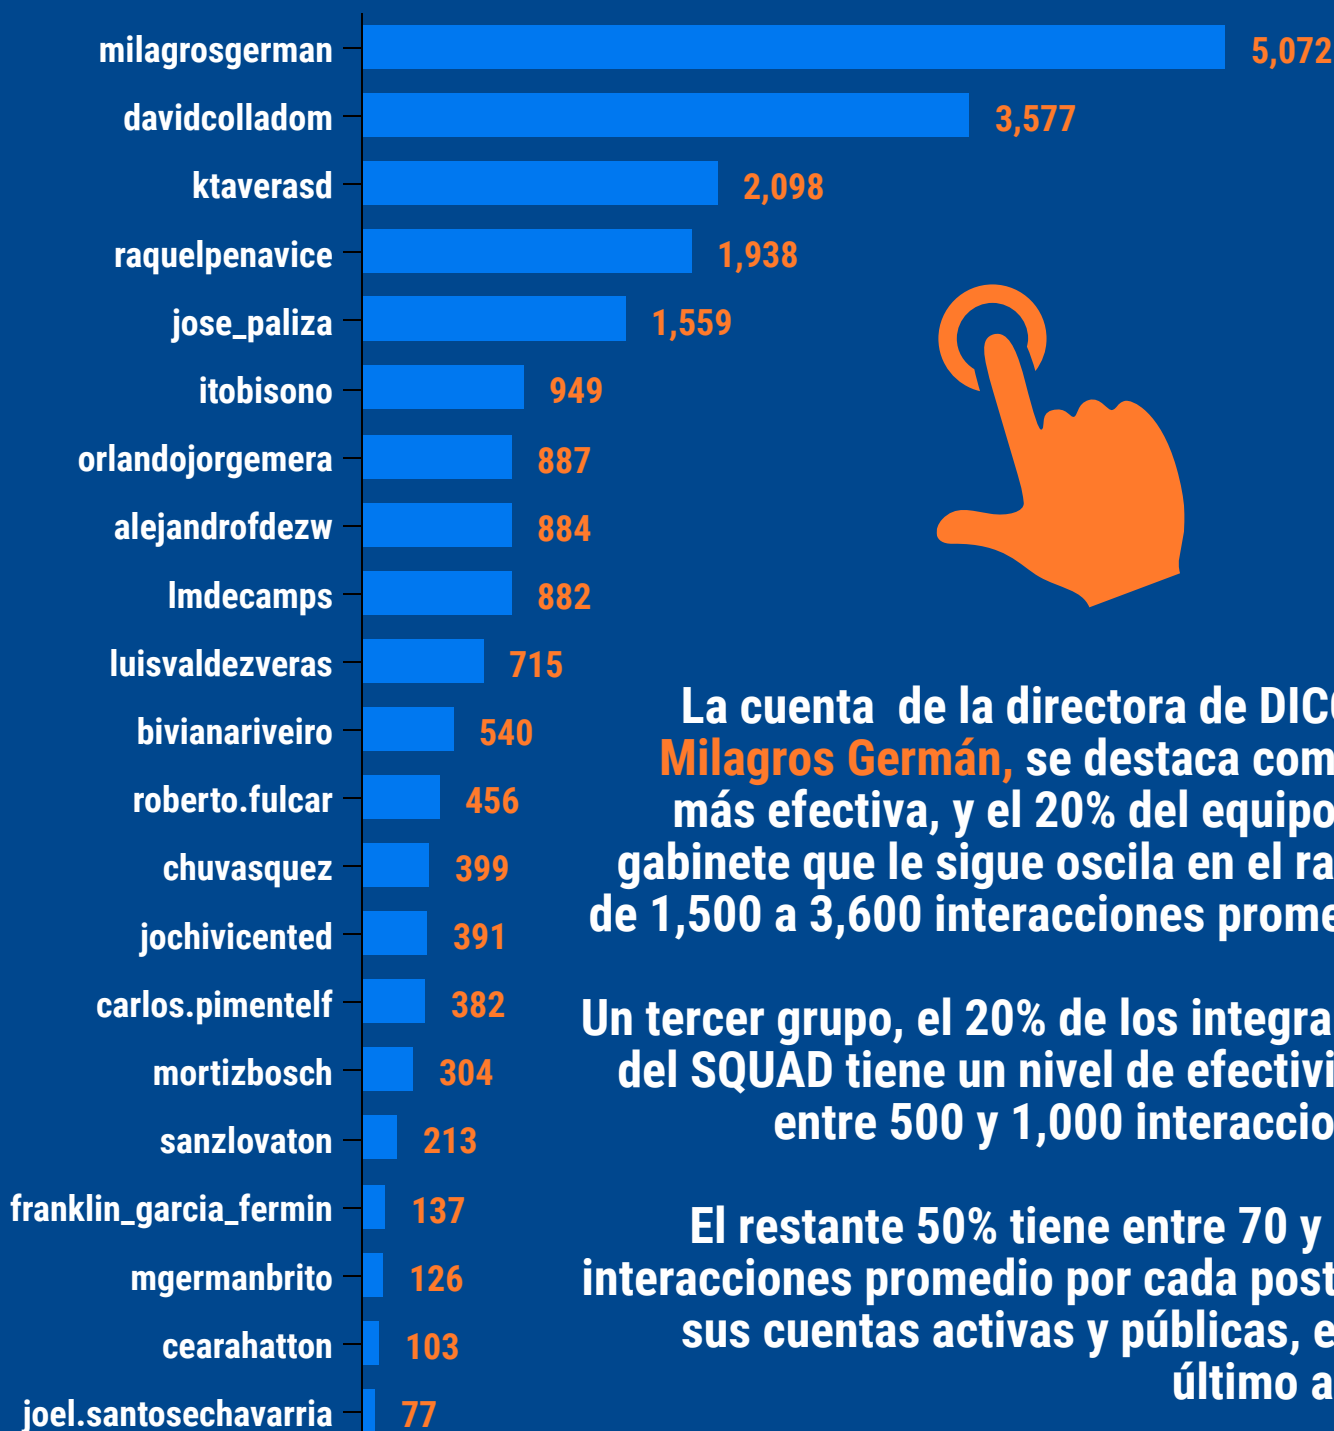 milagrosgerman 5,072
davidcolladom 3,577
ktaverasd 2,098
raquelpenavice 1,938
jose_paliza 1,559
itobisono 949
orlandojorgemera 887
alejandrofdezw 884
lmdecamps 882
luisvaldezveras 715
bivianariveiro 540
roberto.fulcar 456
chuvasquez 399
jochivicented 391
carlos.pimentelf 382
mortizbosch 304
sanzlovaton 213
franklin_garcia_fermin 137
mgermanbrito 126
cearahatton 103
joel.santosechavarria 77
La cuenta de la directora de
Milagros Germán, se destaca com
más efectiva, y el 20% del equipo
gabinete que le sigue oscila en el ra
de 1,500 a 3,600 interacciones prome
Un tercer grupo, el 20% de los integra
del SQUAD tiene un nivel de efectivi
entre 500 y 1,000 interaccio
El restante 50% tiene entre 70 y
interacciones promedio por cada post
sus cuentas activas y públicas, e
último a